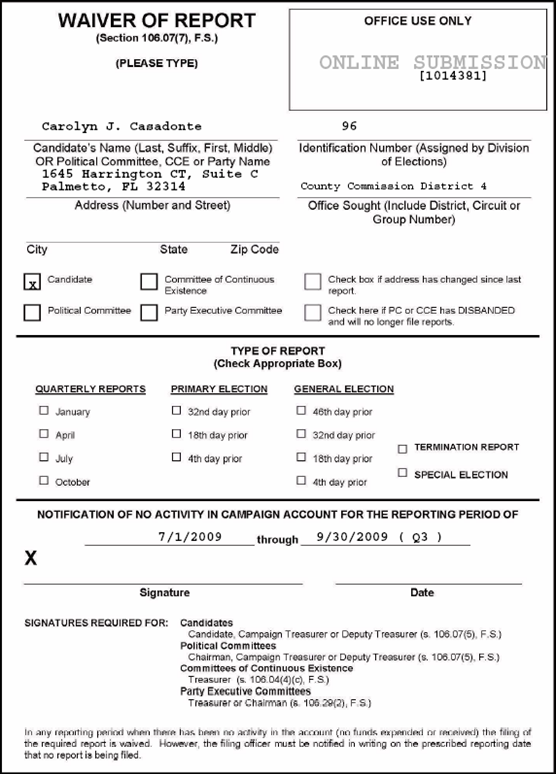 WAIVER OF REPORT
(Section 106.07(7), F.S.)
(PLEASE TYPE)
OFFICE USE ONLY
ONLINE SUBMISSION
[1014381]
Carolyn J. Casadonte
96
Candidate's Name (Last, Suffix, First, Middle)
OR Political Committee, CCE or Party Name
Identification Number (Assigned by Division
of Elections)
1645 Harrington CT, Suite C
Palmetto, FL 32314
County Commission District 4
Address (Number and Street)
Office Sought (Include District, Circuit or
Group Number)
City State Zip Code
x Candidate
Committee of Continuous
Existence
Check box if address has changed since last
report.
Political Committee
Party Executive Committee
Check here if PC or CCE has DISBANDED
and will no longer file reports.
TYPE OF REPORT
(Check Appropriate Box)
QUARTERLY REPORTS PRIMARY ELECTION GENERAL ELECTION
January 32nd day prior 46th day prior
April 18th day prior 32nd day prior
TERMINATION REPORT
July 4th day prior 18th day prior
SPECIAL ELECTION
October 4th day prior
NOTIFICATION OF NO ACTIVITY IN CAMPAIGN ACCOUNT FOR THE REPORTING PERIOD OF
7/1/2009 through 9/30/2009 ( Q3 )
X
Signature Date
SIGNATURES REQUIRED FOR: Candidates
Candidate, Campaign Treasurer or Deputy Treasurer (s. 106.07(5), F.S.)
Political Committees
Chairman, Campaign Treasurer or Deputy Treasurer (s. 106.07(5), F.S.)
Committees of Continuous Existence
Treasurer (s. 106.04(4)(c), F.S.)
Party Executive Committees
Treasurer or Chairman (s. 106.29(2), F.S.)
In any reporting period when there has been no activity in the account (no funds expended or received) the filing of
the required report is waived. However, the filing officer must be notified in writing on the prescribed reporting date
that no report is being filed.